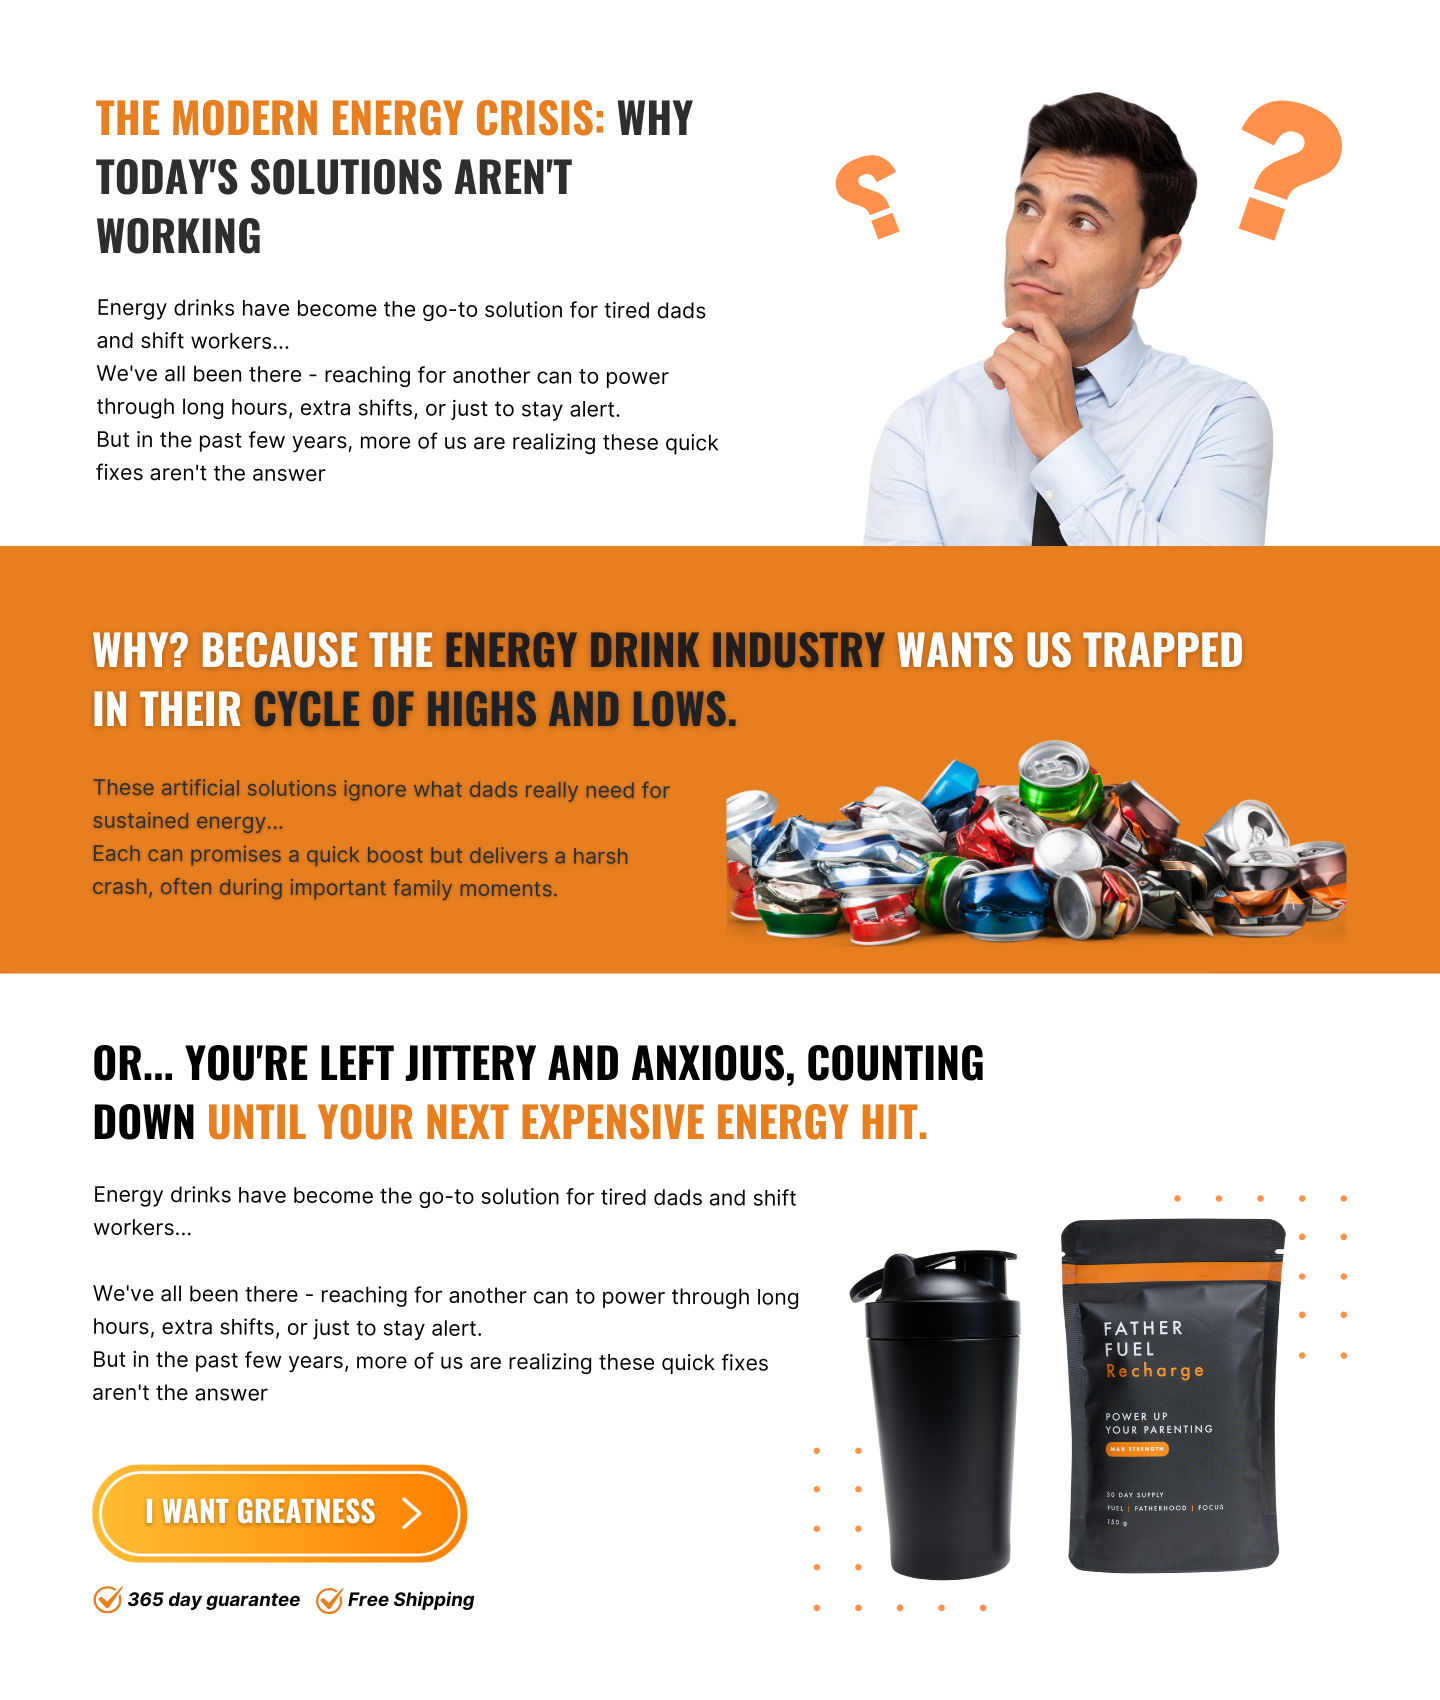 THE MODERN ENERGY CRISIS: WHY
TODAY'S SOLUTIONS AREN'T
WORKING
Energy drinks have become the go-to solution for tired dads
and shift workers...
We've all been there - reaching for another can to power
through long hours, extra shifts, or just to stay alert.
But in the past few years, more of us are realizing these quick
fixes aren't the answer
? ?
WHY? BECAUSE THE ENERGY DRINK INDUSTRY WANTS US TRAPPED
IN THEIR CYCLE OF HIGHS AND LOWS.
These artificial solutions ignore what dads really need for
sustained energy...
Each can promises a quick boost but delivers a harsh
crash, often during important family moments.
OR... YOU'RE LEFT JITTERY AND ANXIOUS, COUNTING
DOWN UNTIL YOUR NEXT EXPENSIVE ENERGY HIT.
Energy drinks have become the go-to solution for tired dads and shift
workers...
We've all been there - reaching for another can to power through long
hours, extra shifts, or just to stay alert.
But in the past few years, more of us are realizing these quick fixes
aren't the answer
I WANT GREATNESS
365 day guarantee Free Shipping
FATHER
FUEL
Recharge
POWER UP
YOUR PARENTING
MAX STRENGTH
30 DAY SUPPLY
FUEL | FATHERHOOD | FOCUS
150 g